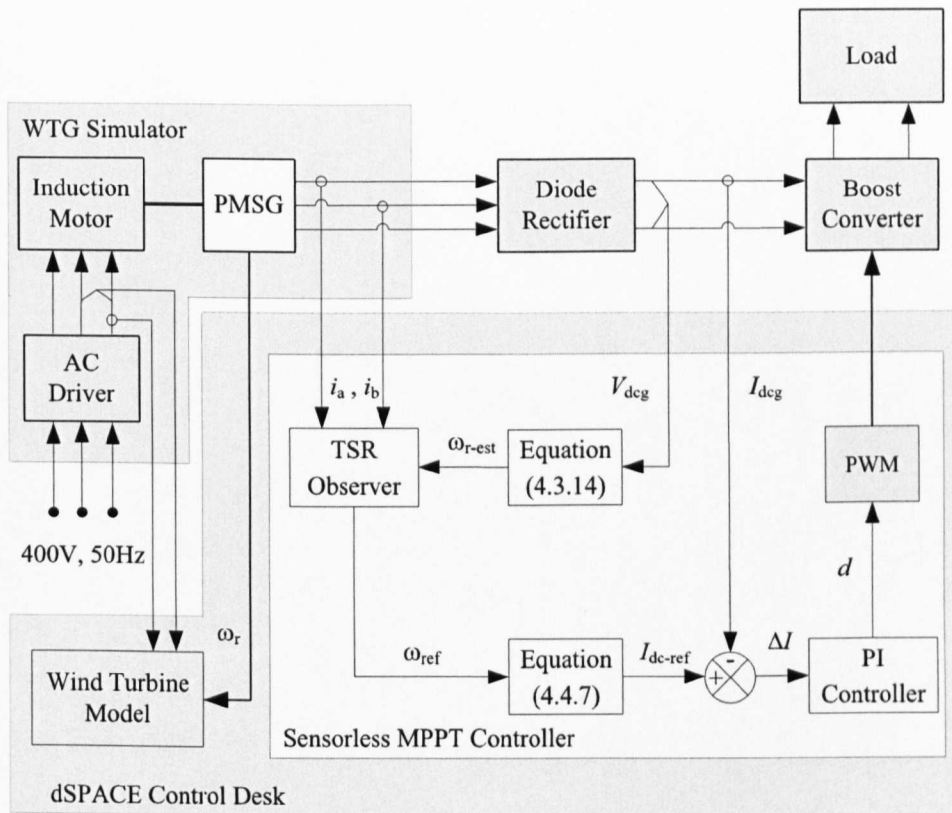 Load
WTG Simulator
Induction
Motor
PMSG
Diode
Rectifier
Boost
Converter
AC
Driver
i_a , i_b
V_dcg
I_dcg
TSR
Observer
ω_r-est
Equation
(4.3.14)
PWM
400V, 50Hz
d
ω_r
ω_ref
Equation
(4.4.7)
I_dc-ref
-
+
ΔI
PI
Controller
Wind Turbine
Model
Sensorless MPPT Controller
dSPACE Control Desk